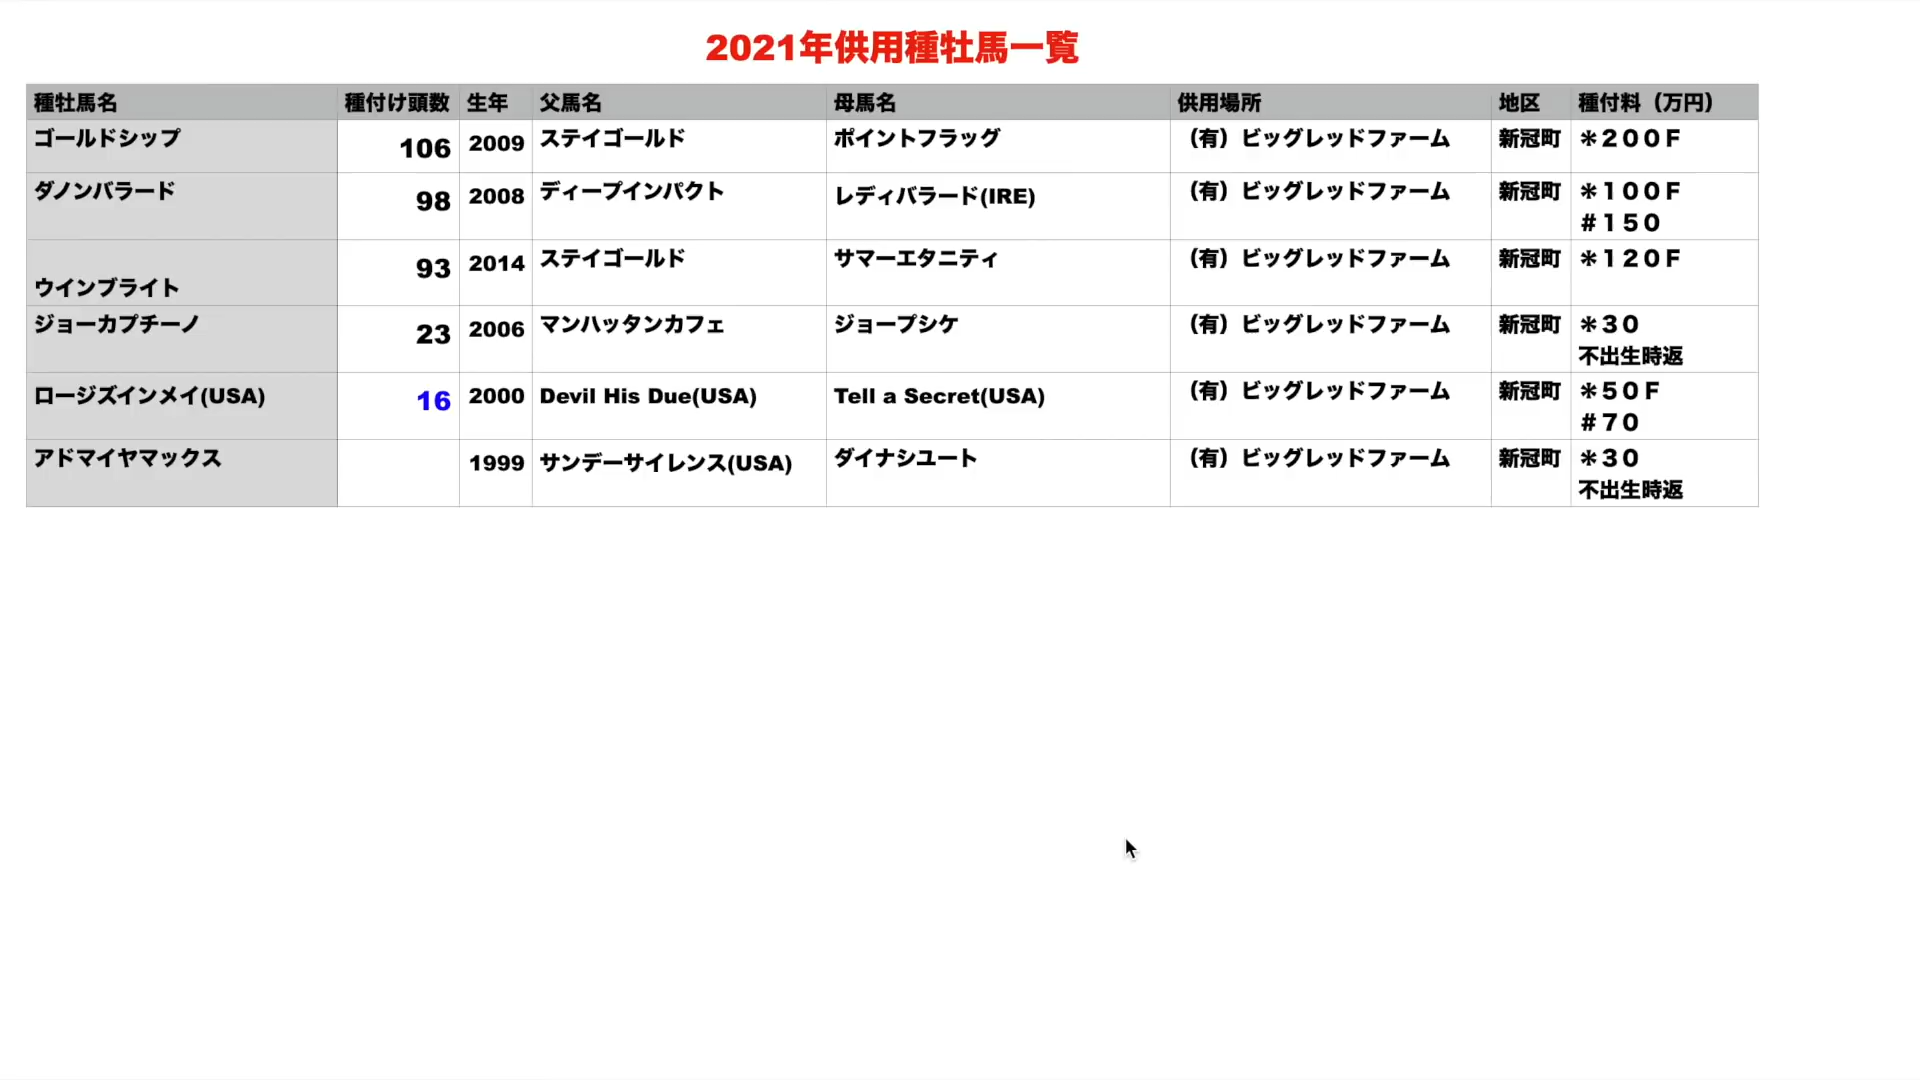 2021年供用種牡馬一覧
種牡馬名 種付け頭数 生年 父馬名 母馬名 供用場所 地区 種付料（万円）
ゴールドシップ 106 2009 ステイゴールド ポイントフラッグ （有）ビッグレッドファーム 新冠町 ＊２００Ｆ
ダノンバラード 98 2008 ディープインパクト レディバラード(IRE) （有）ビッグレッドファーム 新冠町 ＊１００Ｆ
＃１５０
ウインブライト 93 2014 ステイゴールド サマーエタニティ （有）ビッグレッドファーム 新冠町 ＊１２０Ｆ
ジョーカプチーノ 23 2006 マンハッタンカフェ ジョープシケ （有）ビッグレッドファーム 新冠町 ＊３０
不出生時返
ロージズインメイ(USA) 16 2000 Devil His Due(USA) Tell a Secret(USA) （有）ビッグレッドファーム 新冠町 ＊５０Ｆ
＃７０
アドマイヤマックス 1999 サンデーサイレンス(USA) ダイナシユート （有）ビッグレッドファーム 新冠町 ＊３０
不出生時返